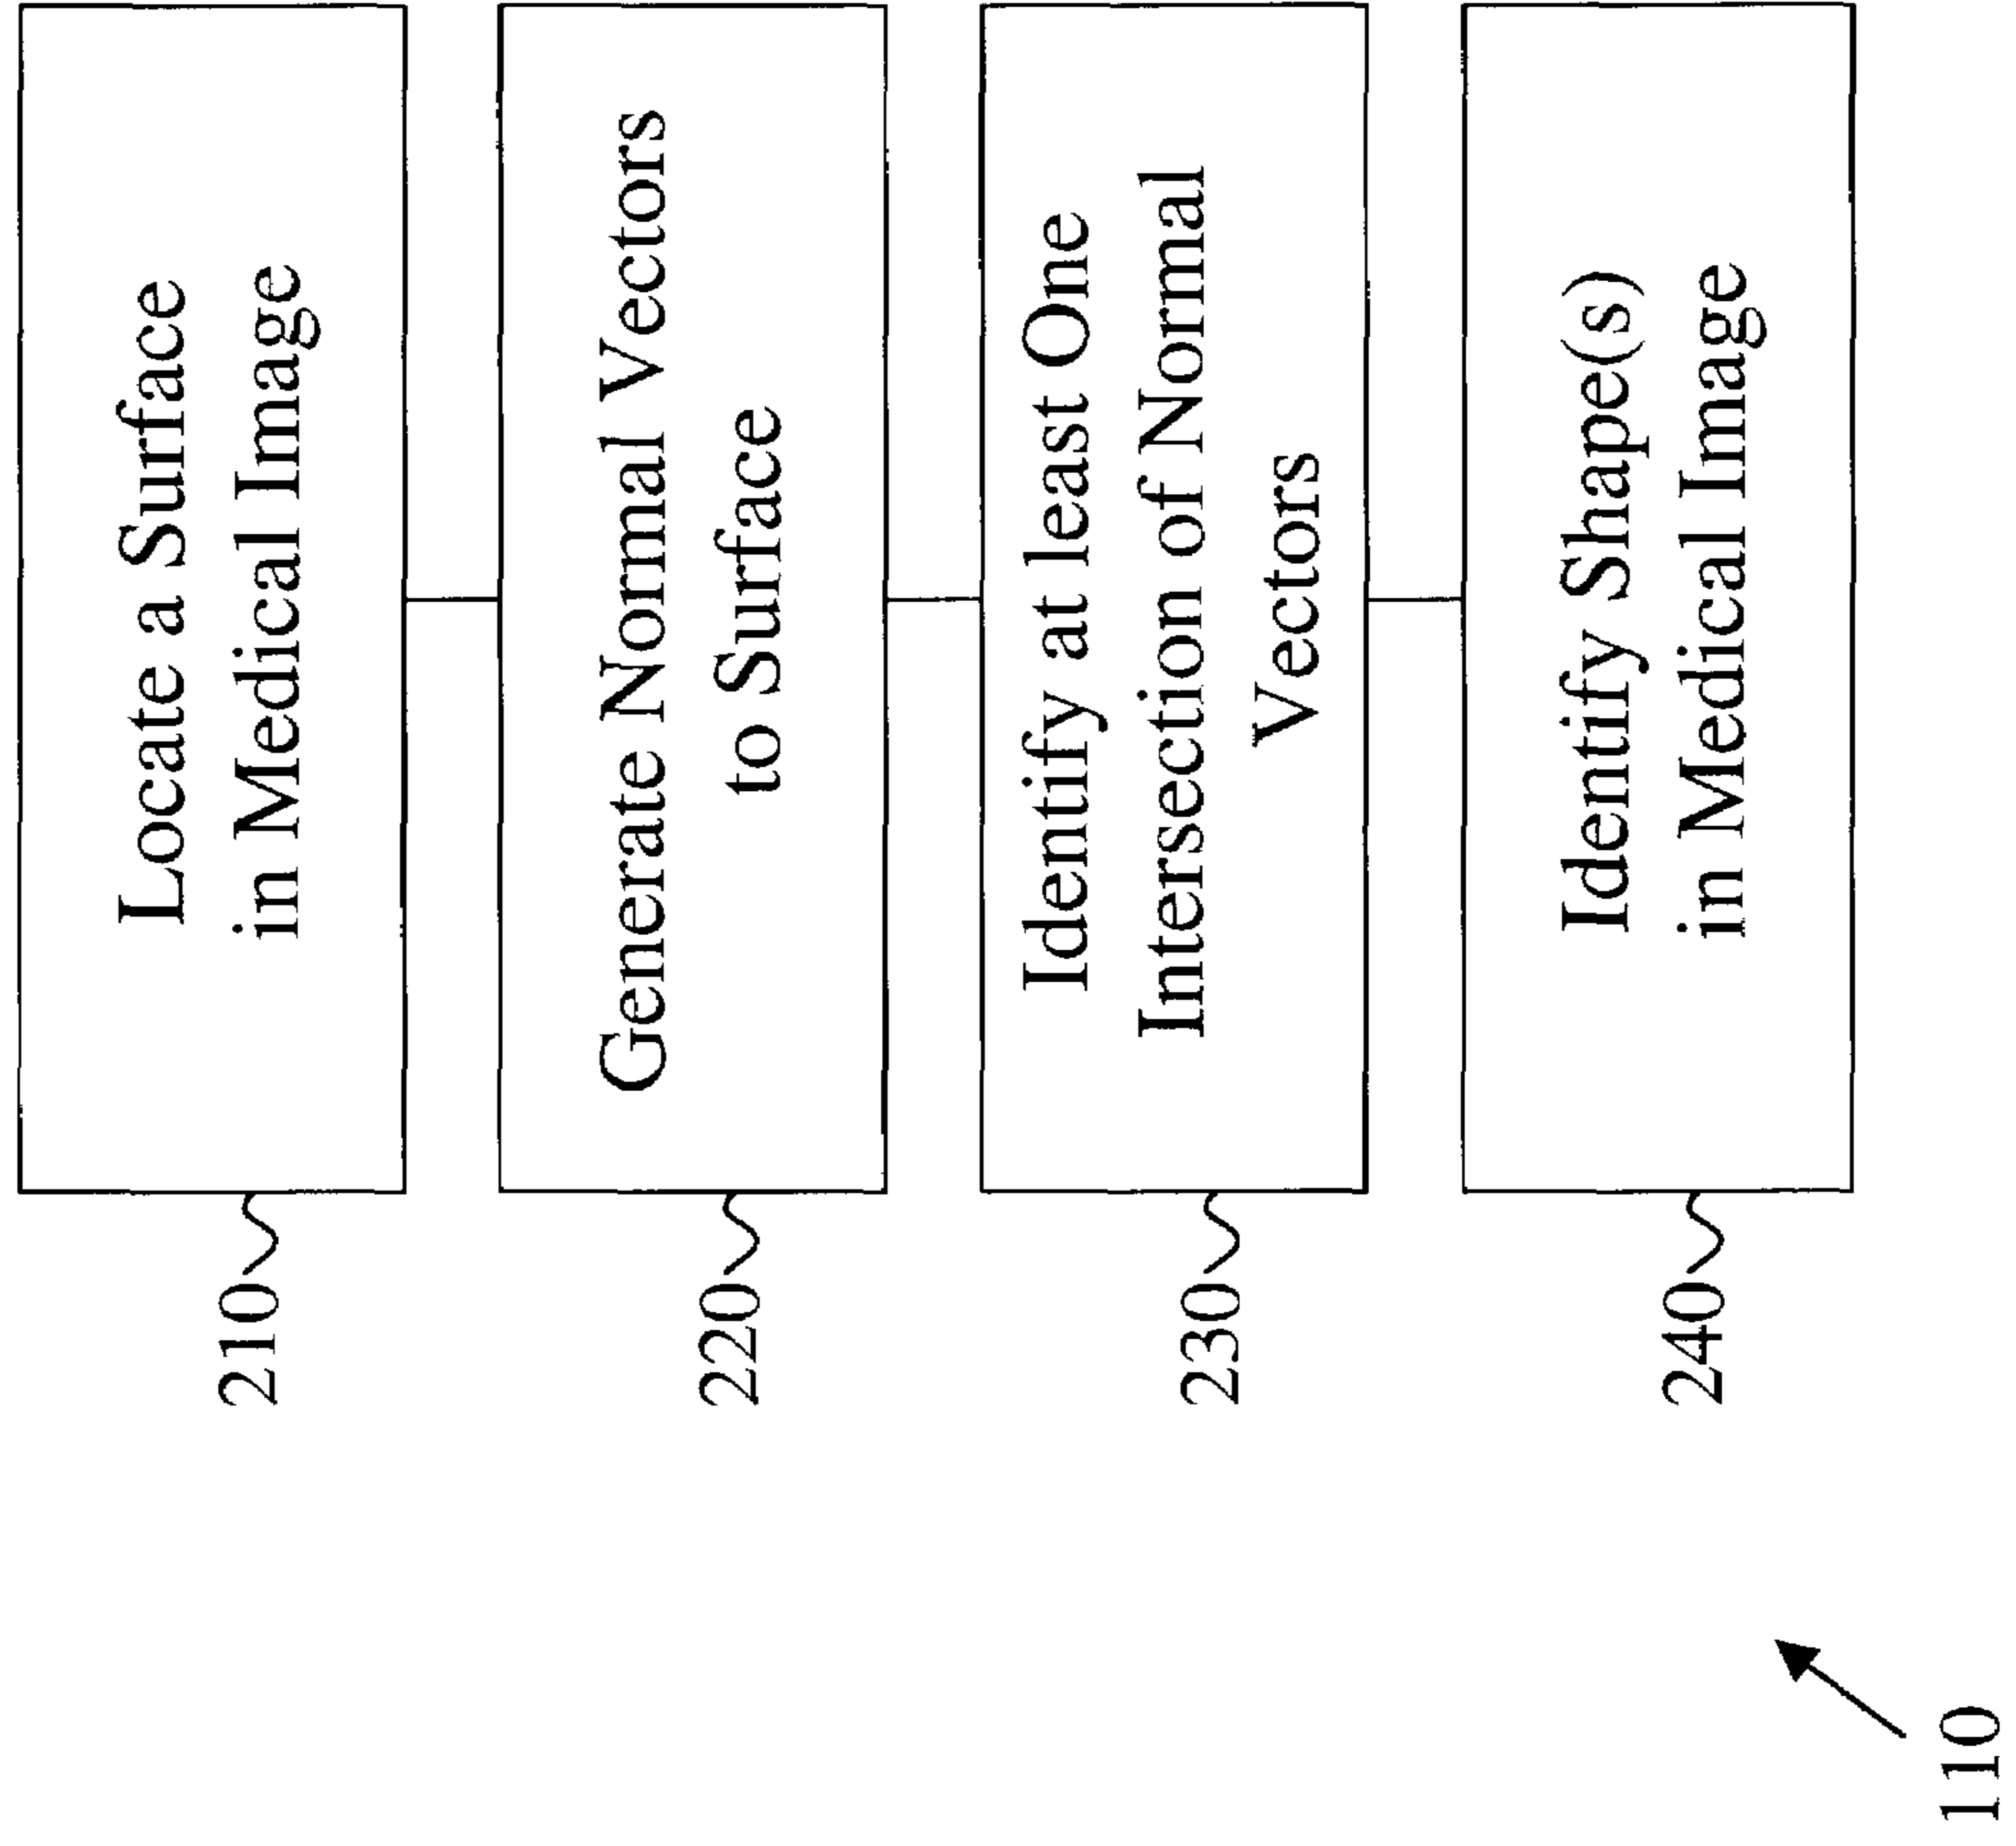 210
Locate a Surface
in Medical Image
220
Generate Normal Vectors
to Surface
230
Identify at least One
Intersection of Normal
Vectors
240
Identify Shape(s)
in Medical Image
110